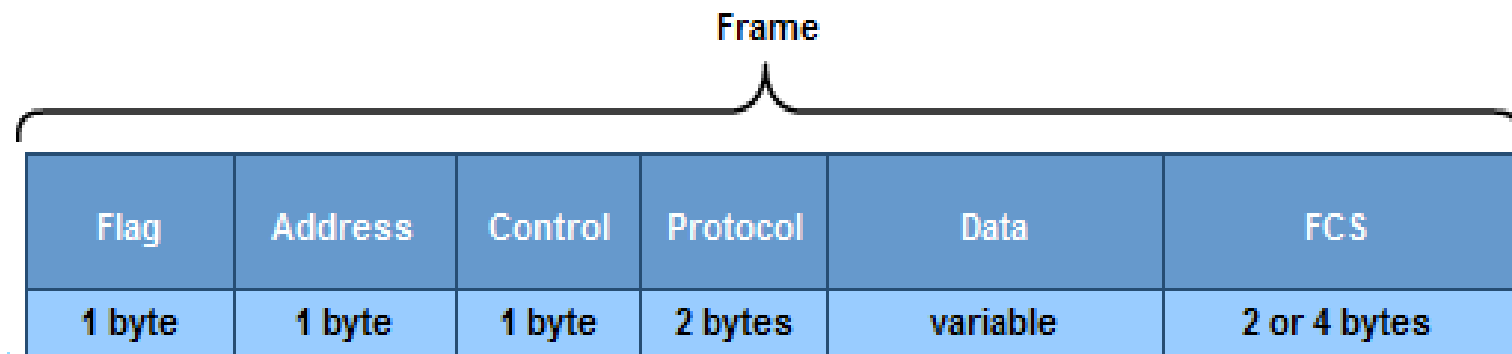 Frame
Flag Address Control Protocol Data FCS
1 byte 1 byte 1 byte 2 bytes variable 2 or 4 bytes